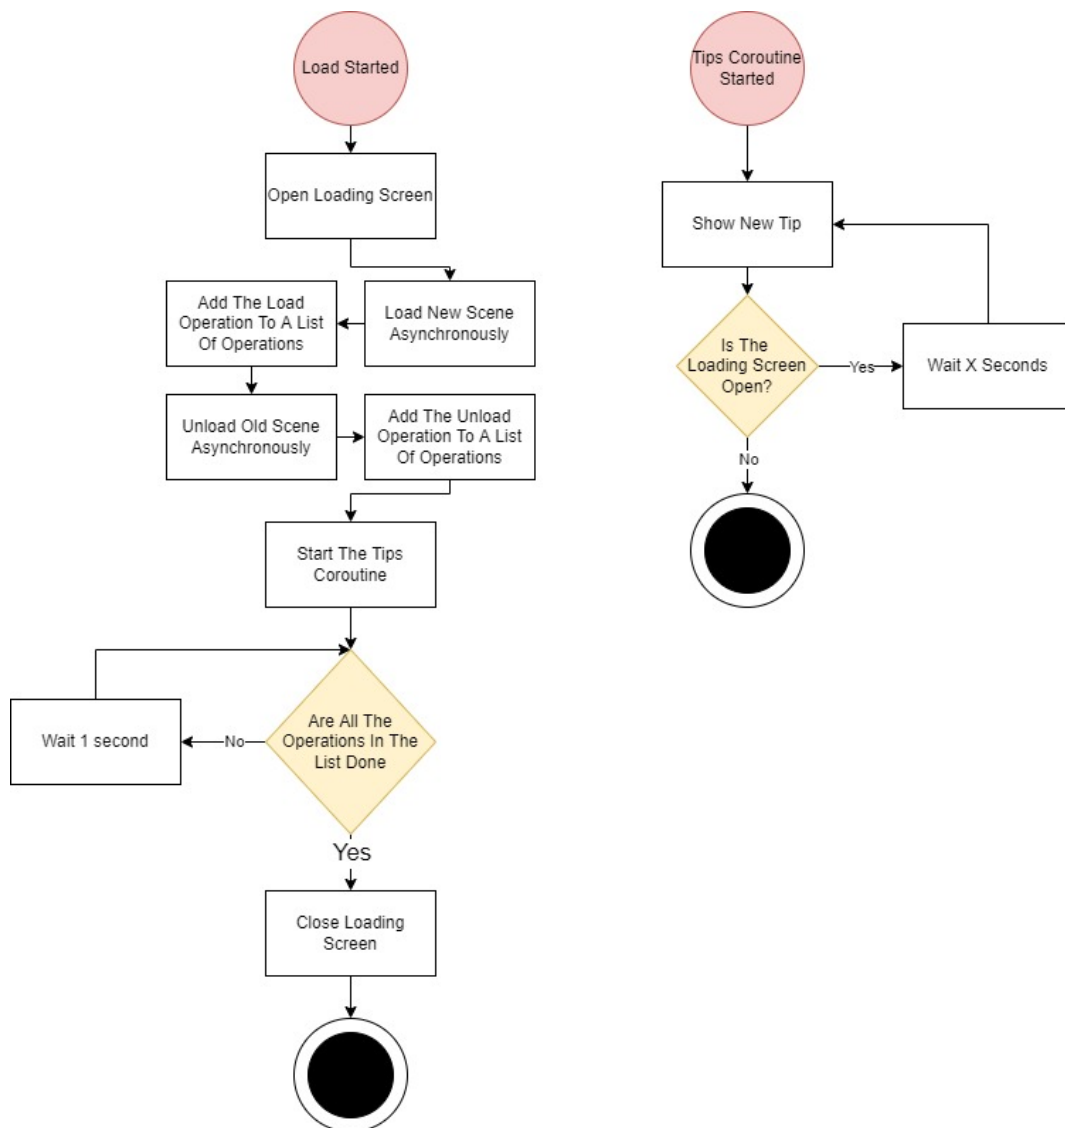 Load Started
Open Loading Screen
Load New Scene
Asynchronously
Add The Load
Operation To A List
Of Operations
Unload Old Scene
Asynchronously
Add The Unload
Operation To A List
Of Operations
Start The Tips
Coroutine
Are All The
Operations In The
List Done
No
Wait 1 second
Yes
Close Loading
Screen
Tips Coroutine
Started
Show New Tip
Is The
Loading Screen
Open?
Yes
Wait X Seconds
No